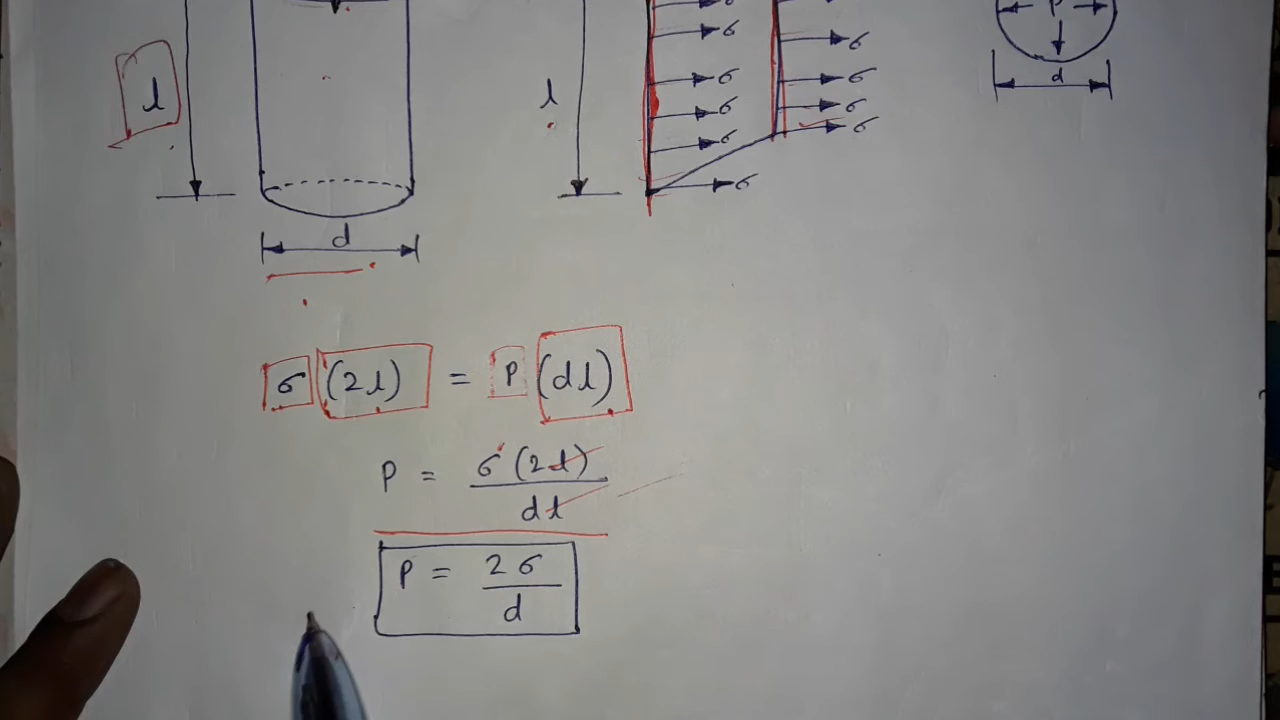 σ
σ
σ
σ
σ
σ
l
l
σ
σ
σ
σ
p
d
σ
d
σ (2l) = p (dl)
p = σ (2l)
dl
p = 2σ
d